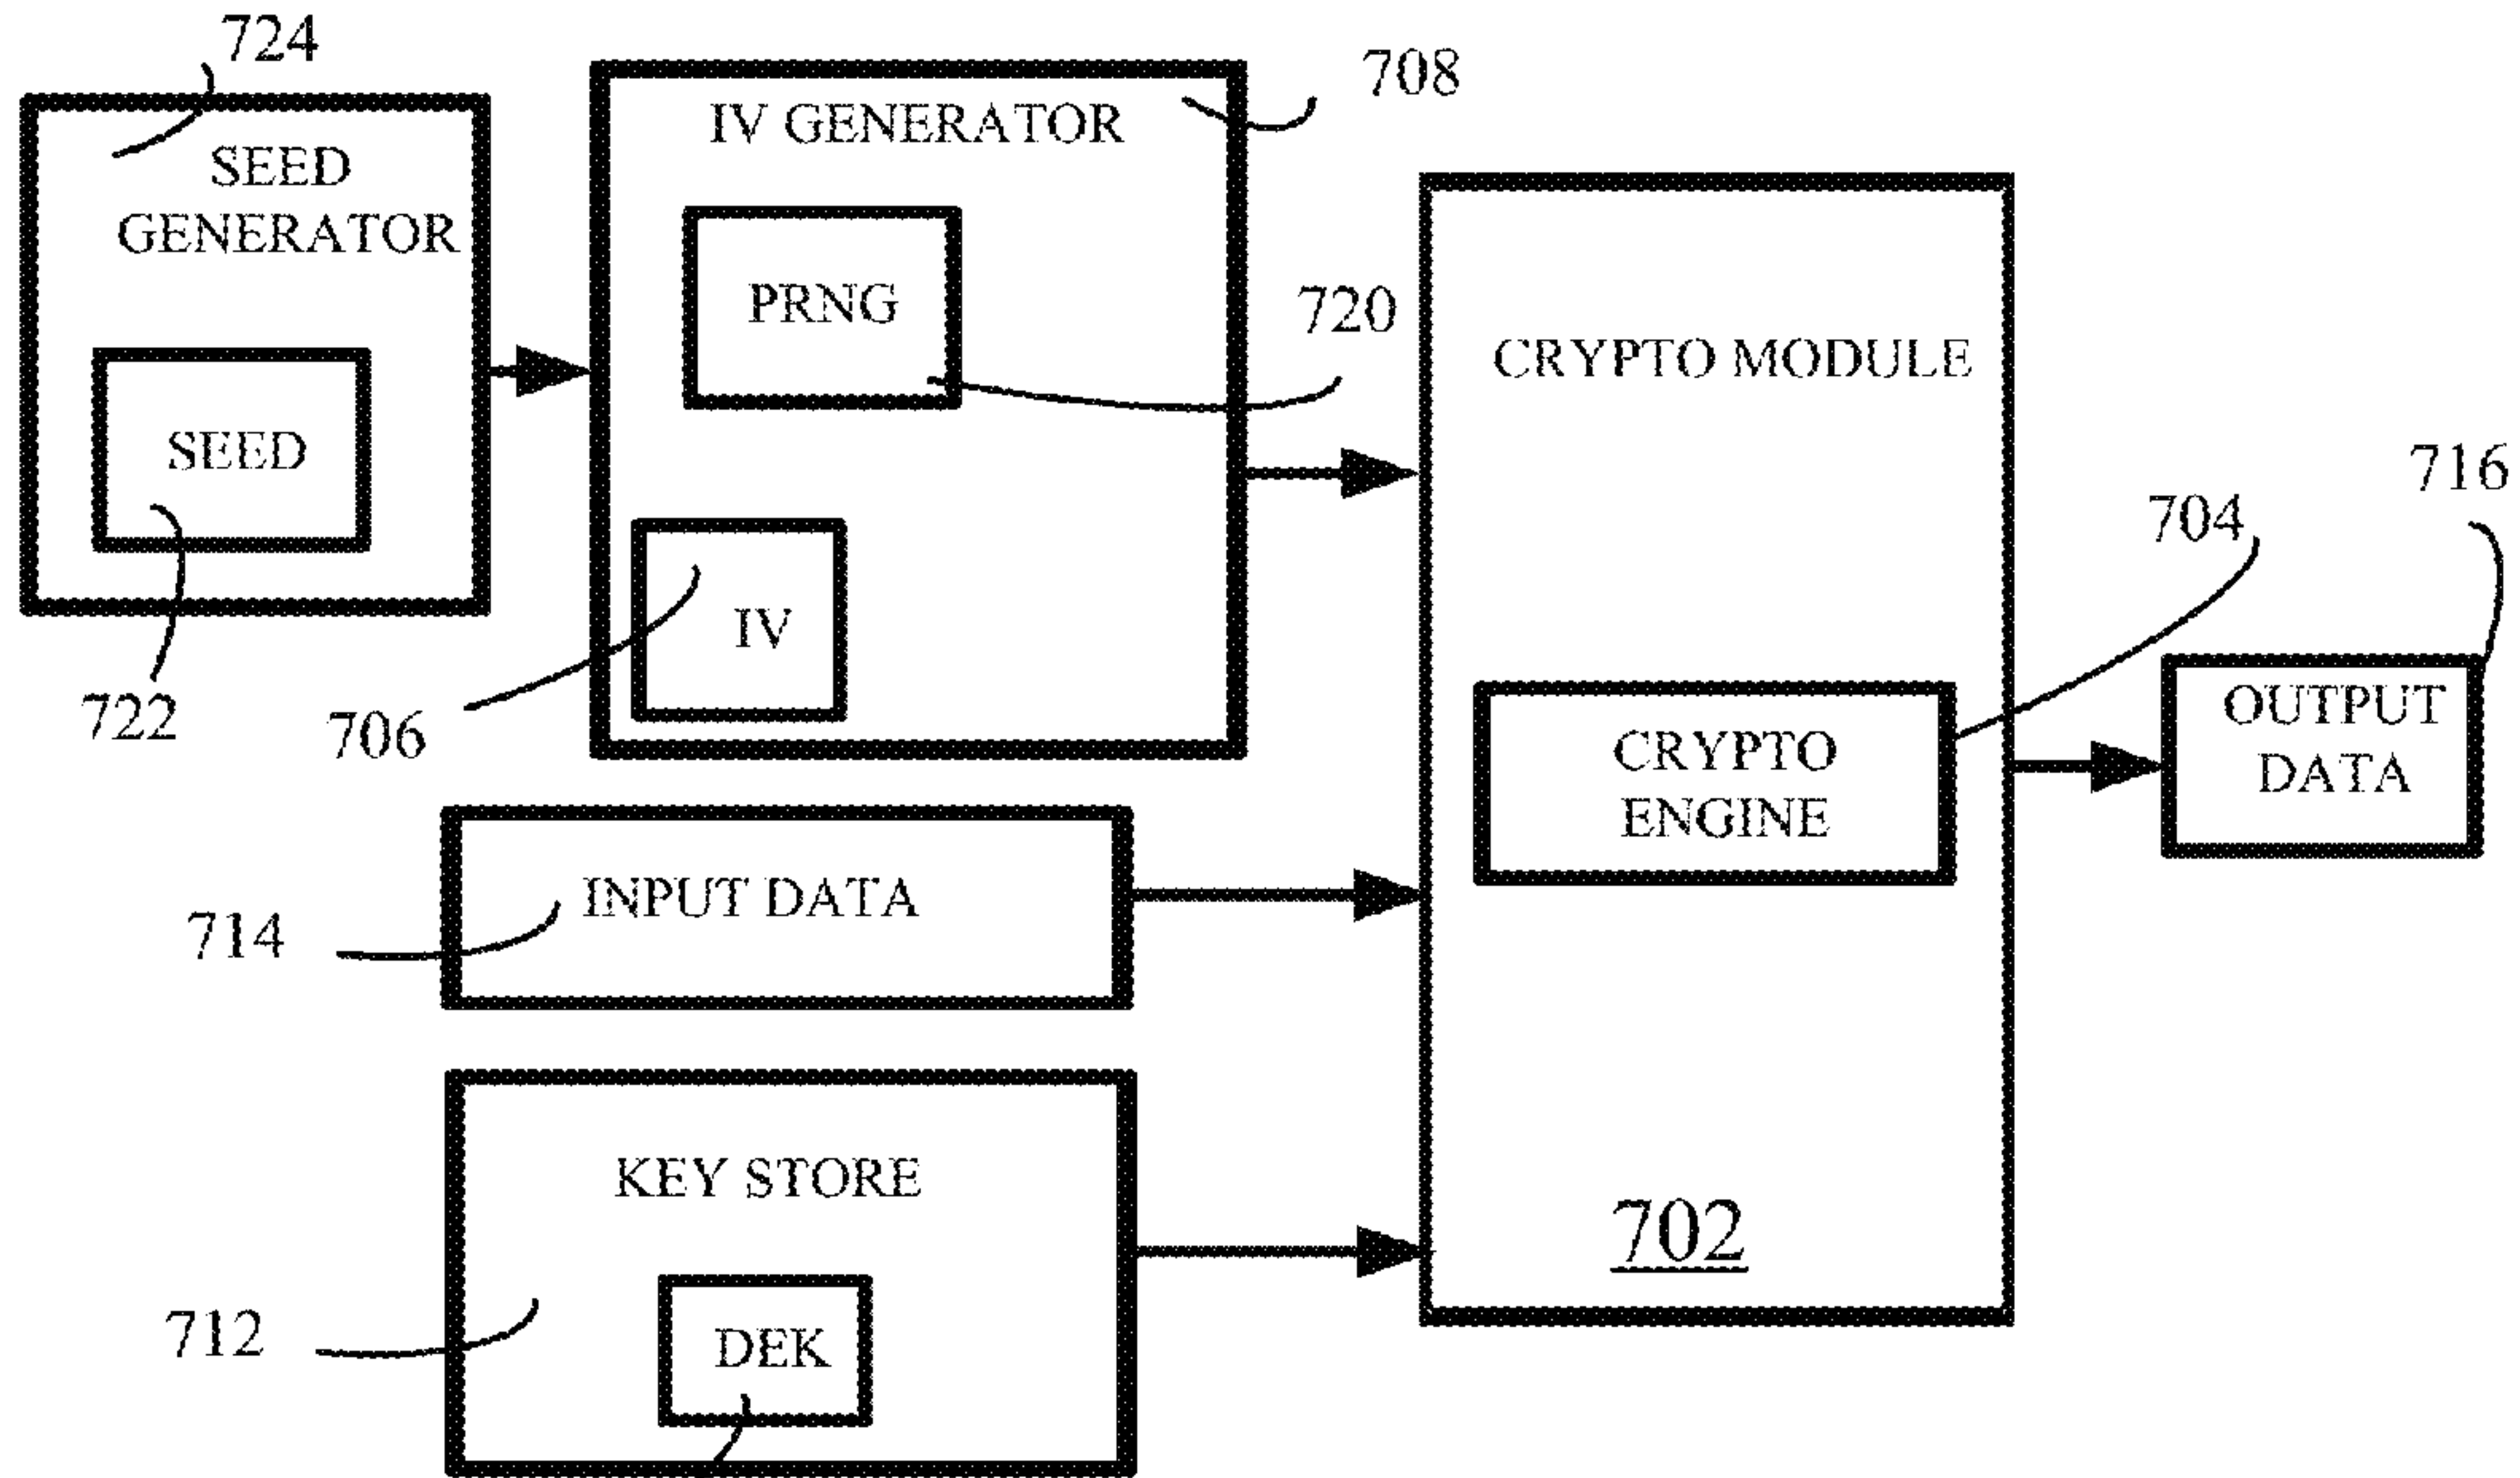 724
SEED
GENERATOR
SEED
722
IV GENERATOR
708
PRNG
720
IV
706
INPUT DATA
714
KEY STORE
712
DEK
CRYPTO MODULE
CRYPTO
ENGINE
704
702
716
OUTPUT
DATA